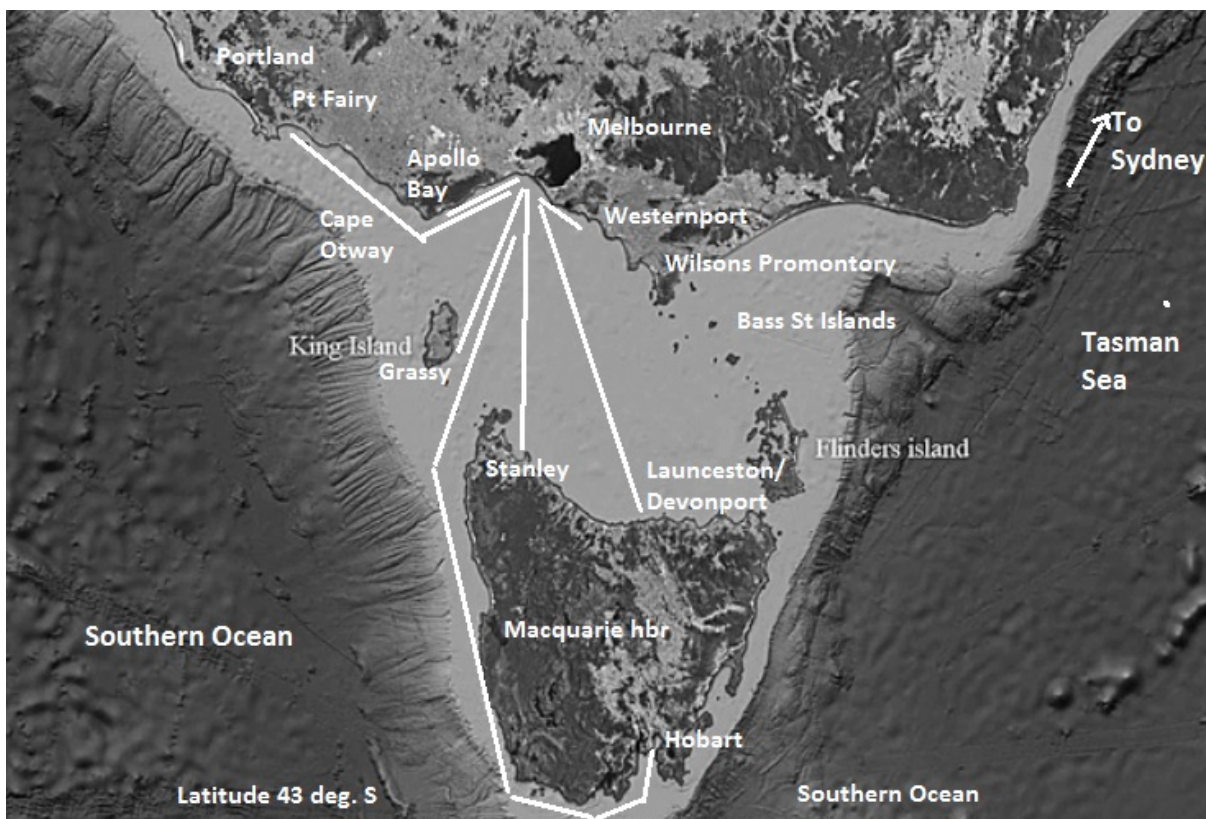 Portland
Pt Fairy
Melbourne
To
Sydney
Apollo
Bay
Cape
Otway
Westernport
Wilsons Promontory
Bass St Islands
King Island
Grassy
Tasman
Sea
Flinders island
Stanley
Launceston/
Devonport
Southern Ocean
Macquarie hbr
Hobart
Latitude 43 deg. S
Southern Ocean